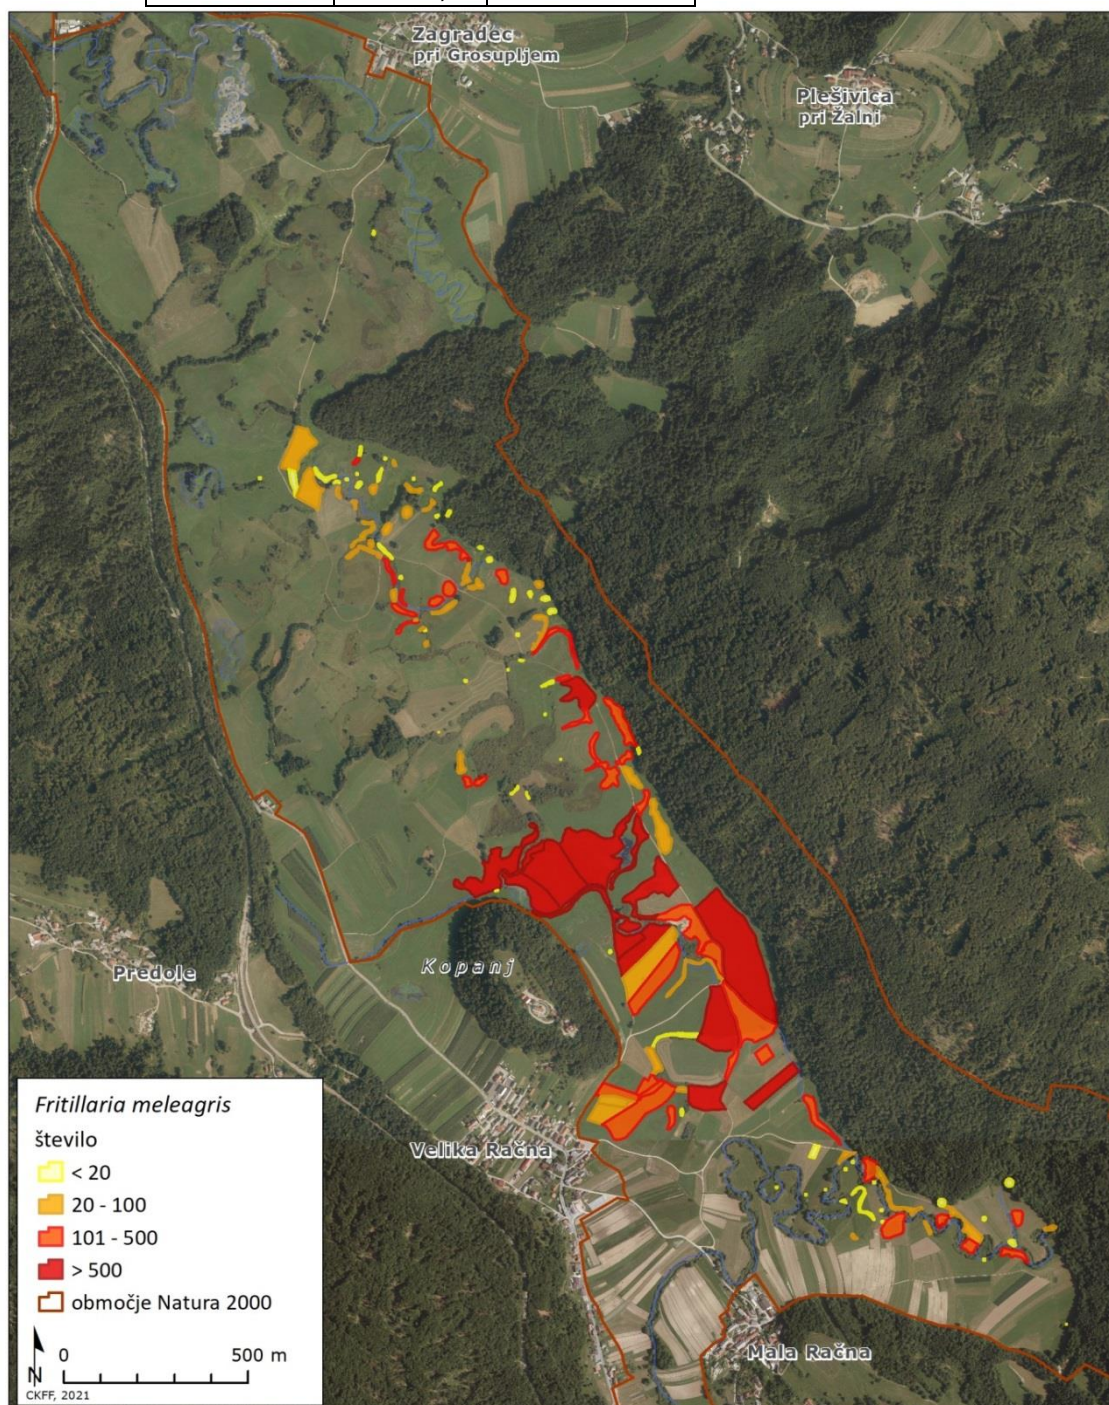 Zagradec
pri Grosupljem
Plešivica
pri Žalni
Kopanj
Predole
Velika Račna
Mala Račna
Fritillaria meleagris
število
< 20
20 - 100
101 - 500
> 500
območje Natura 2000
0 500 m
N
CKFF, 2021